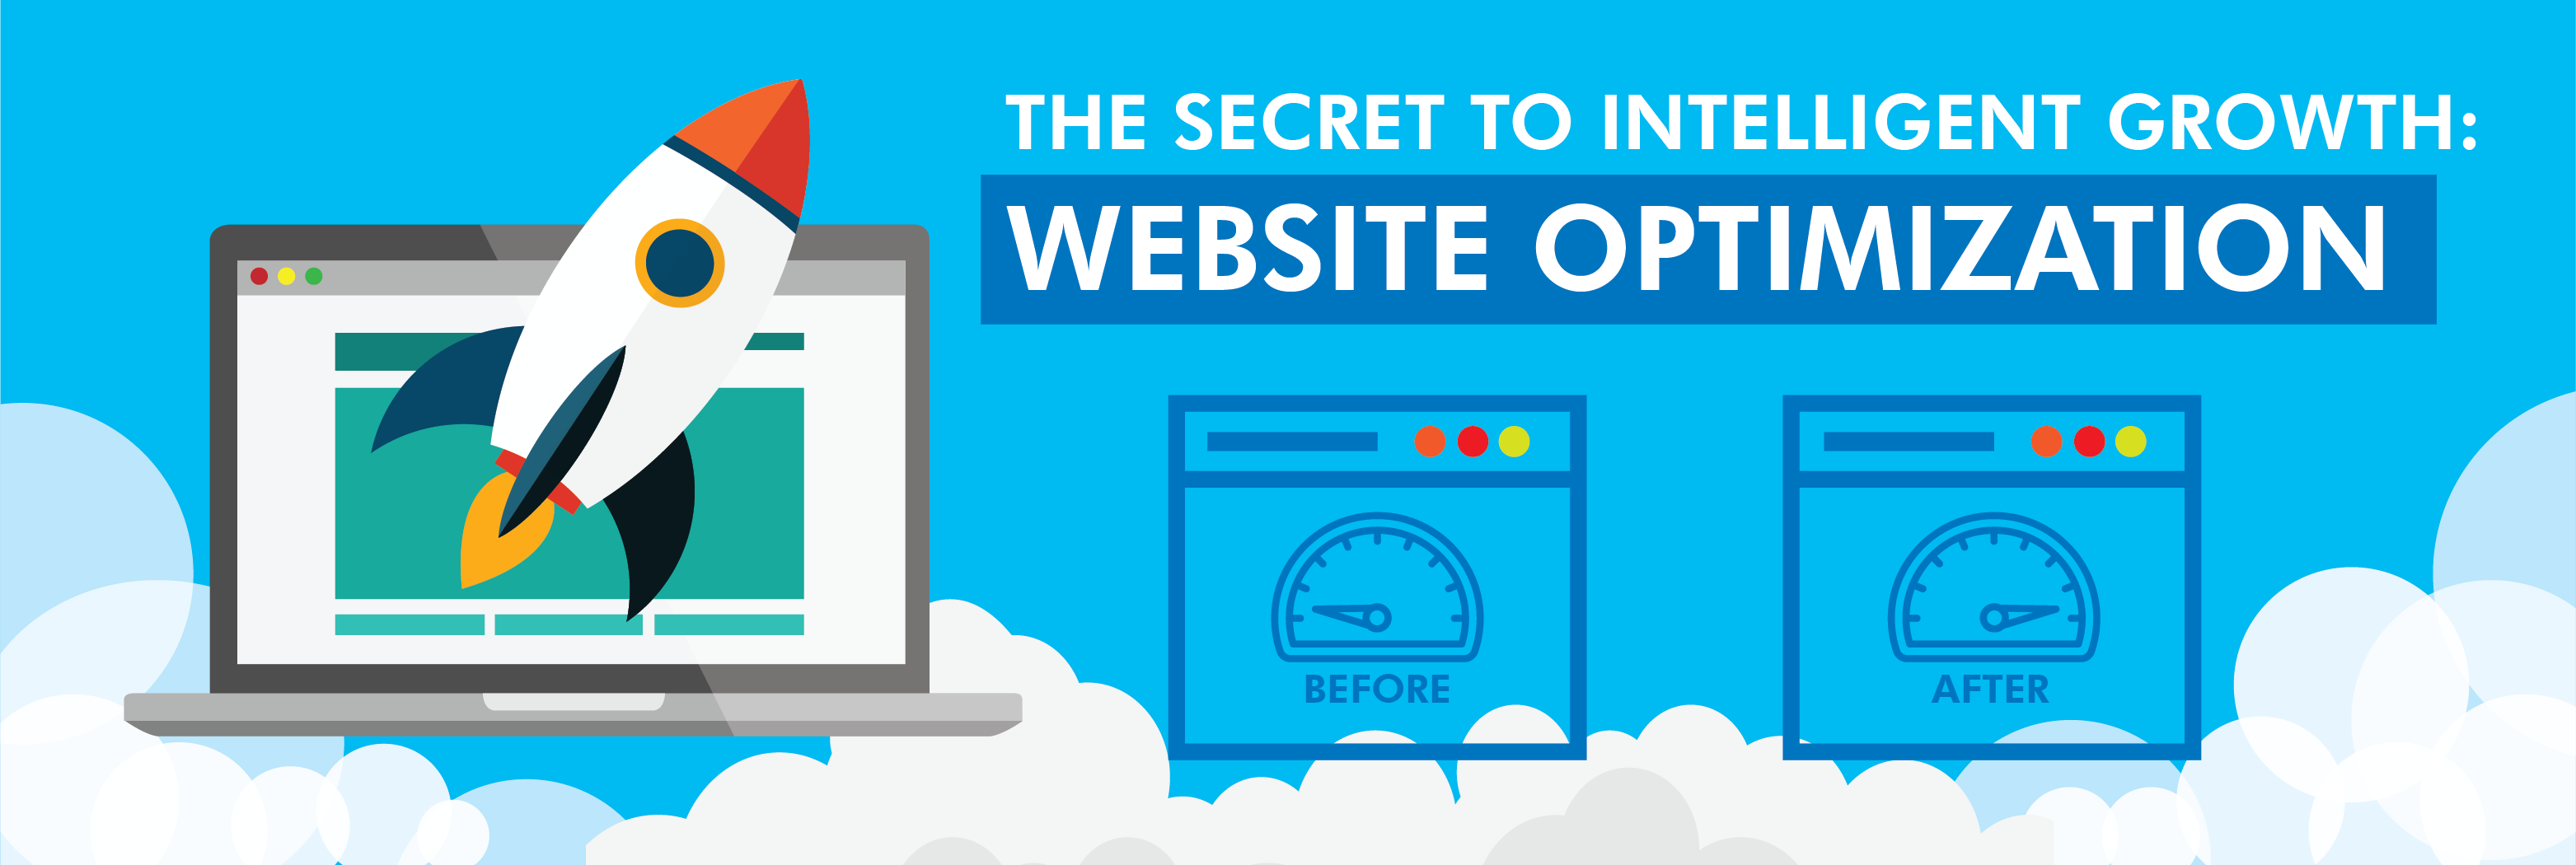 THE SECRET TO INTELLIGENT GROWTH:
WEBSITE OPTIMIZATION
BEFORE
AFTER